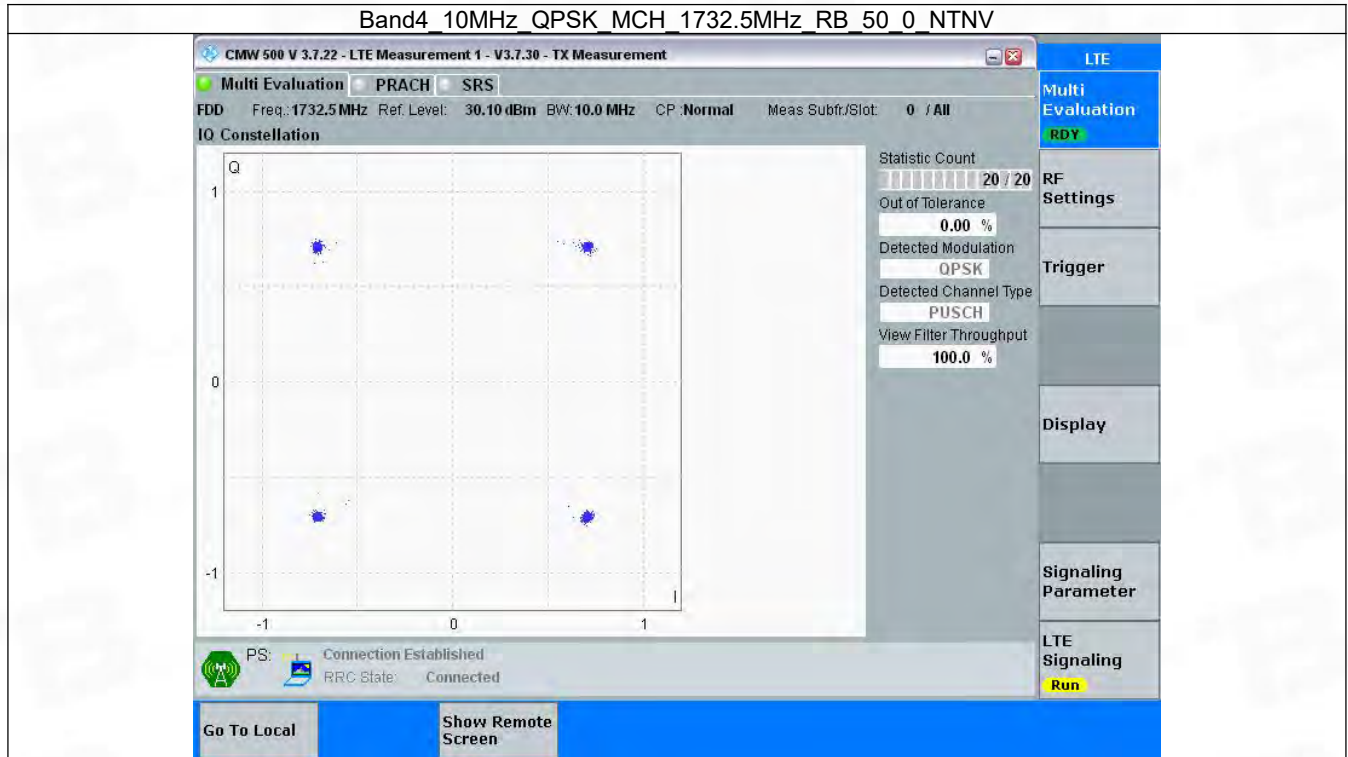 Band4_10MHz_QPSK_MCH_1732.5MHz_RB_50_0_NTNV
CMW 500 V 3.7.22 - LTE Measurement 1 - V3.7.30 - TX Measurement
LTE
Multi Evaluation PRACH SRS
Multi
Evaluation
RDY
FDD Freq.:1732.5 MHz Ref. Level: 30.10 dBm BW: 10.0 MHz CP :Normal Meas Subfr./Slot: 0 / All
IQ Constellation
Q
1
0
-1
-1 0 1
I
Statistic Count
20 / 20
Out of Tolerance
0.00 %
Detected Modulation
QPSK
Detected Channel Type
PUSCH
View Filter Throughput
100.0 %
RF
Settings
Trigger
Display
Signaling
Parameter
LTE
Signaling
Run
PS: Connection Established
RRC State: Connected
Go To Local
Show Remote
Screen